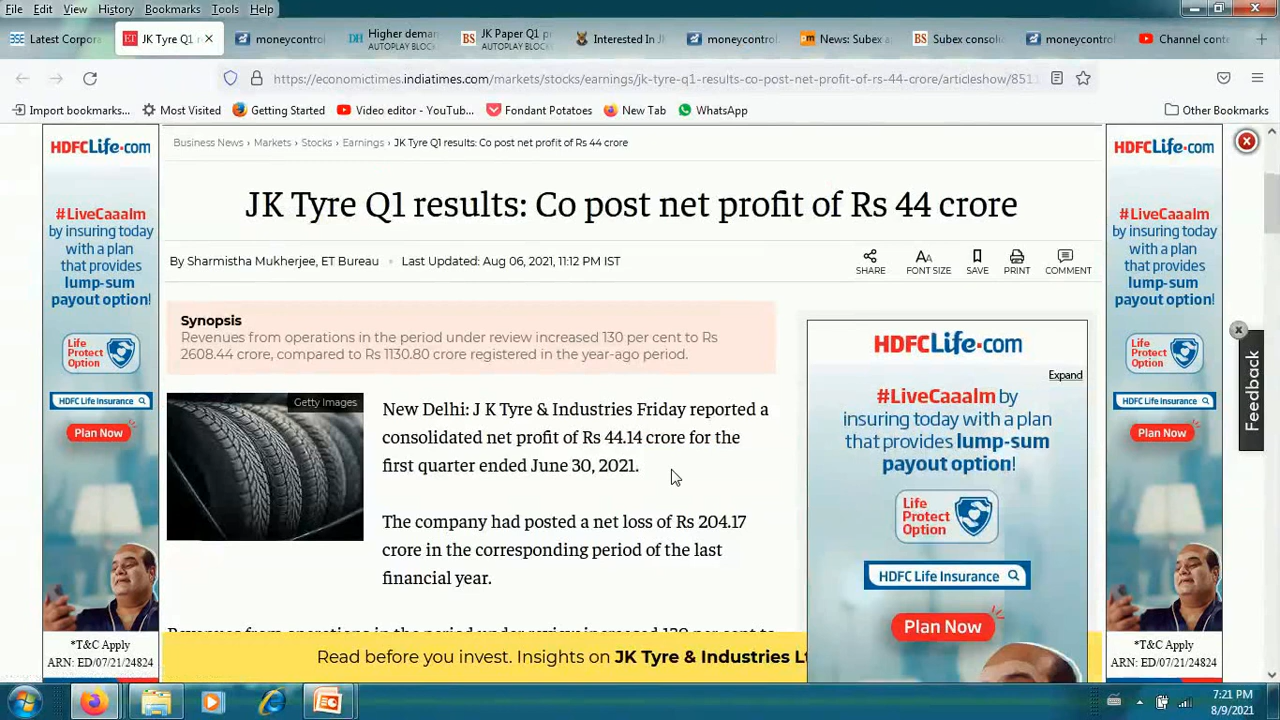 File Edit View History Bookmarks Tools Help
Latest Corpora
JK Tyre Q1 r
moneycontrol
Higher deman
AUTOPLAY BLOCK
JK Paper Q1 p
AUTOPLAY BLOCK
Interested In J
moneycontrol
News: Subex a
Subex consoli
moneycontrol
Channel conte
https://economictimes.indiatimes.com/markets/stocks/earnings/jk-tyre-q1-results-co-post-net-profit-of-rs-44-crore/articleshow/851
Import bookmarks... Most Visited Getting Started Video editor - YouTub... Fondant Potatoes New Tab WhatsApp Other Bookmarks
Business News › Markets › Stocks › Earnings › JK Tyre Q1 results: Co post net profit of Rs 44 crore
JK Tyre Q1 results: Co post net profit of Rs 44 crore
By Sharmistha Mukherjee, ET Bureau • Last Updated: Aug 06, 2021, 11:12 PM IST
SHARE
AA
FONT SIZE
SAVE
PRINT
COMMENT
Synopsis
Revenues from operations in the period under review increased 130 per cent to Rs
2608.44 crore, compared to Rs 1130.80 crore registered in the year-ago period.
Getty Images
New Delhi: J K Tyre & Industries Friday reported a
consolidated net profit of Rs 44.14 crore for the
first quarter ended June 30, 2021.
The company had posted a net loss of Rs 204.17
crore in the corresponding period of the last
financial year.
Revenue from operations in the period under review increased 130 per cent to
Read before you invest. Insights on JK Tyre & Industries Lt
HDFCLife.com
#LiveCaaalm
by insuring today
with a plan
that provides
lump-sum
payout option!
Life
Protect
Option
HDFC Life Insurance
Plan Now
*T&C Apply
ARN: ED/07/21/24824
HDFCLife.com
Expand
#LiveCaaalm by
insuring today with a plan
that provides lump-sum
payout option!
Life
Protect
Option
HDFC Life Insurance
Plan Now
HDFCLife.com
#LiveCaaalm
by insuring today
with a plan
that provides
lump-sum
payout option!
Life
Protect
Option
HDFC Life Insurance
Plan Now
*T&C Apply
ARN: ED/07/21/24824
Feedback
7:21 PM
8/9/2021